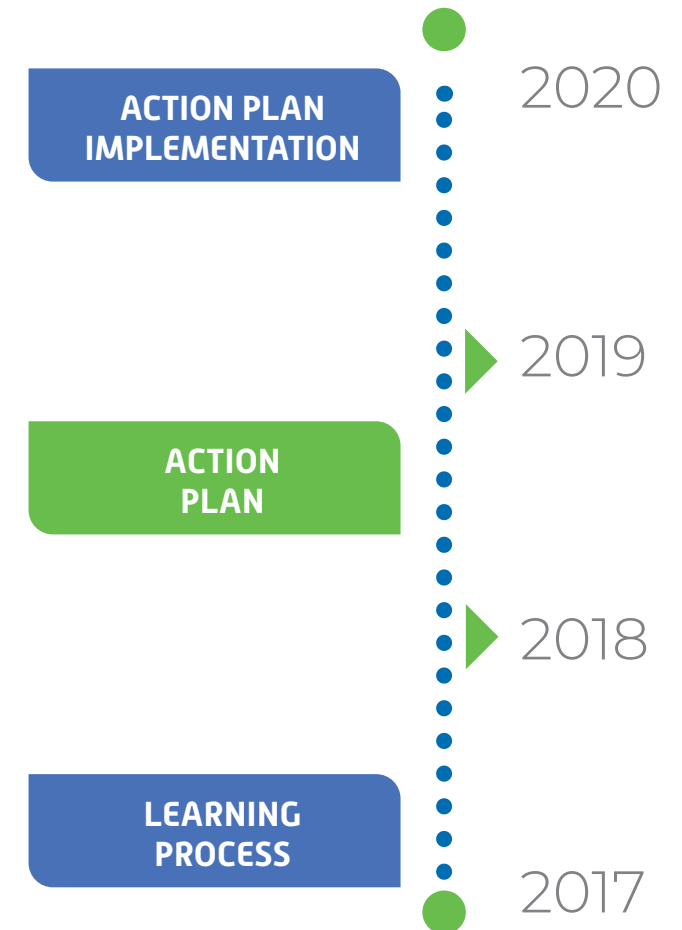 2020
ACTION PLAN
IMPLEMENTATION
2019
ACTION
PLAN
2018
LEARNING
PROCESS
2017